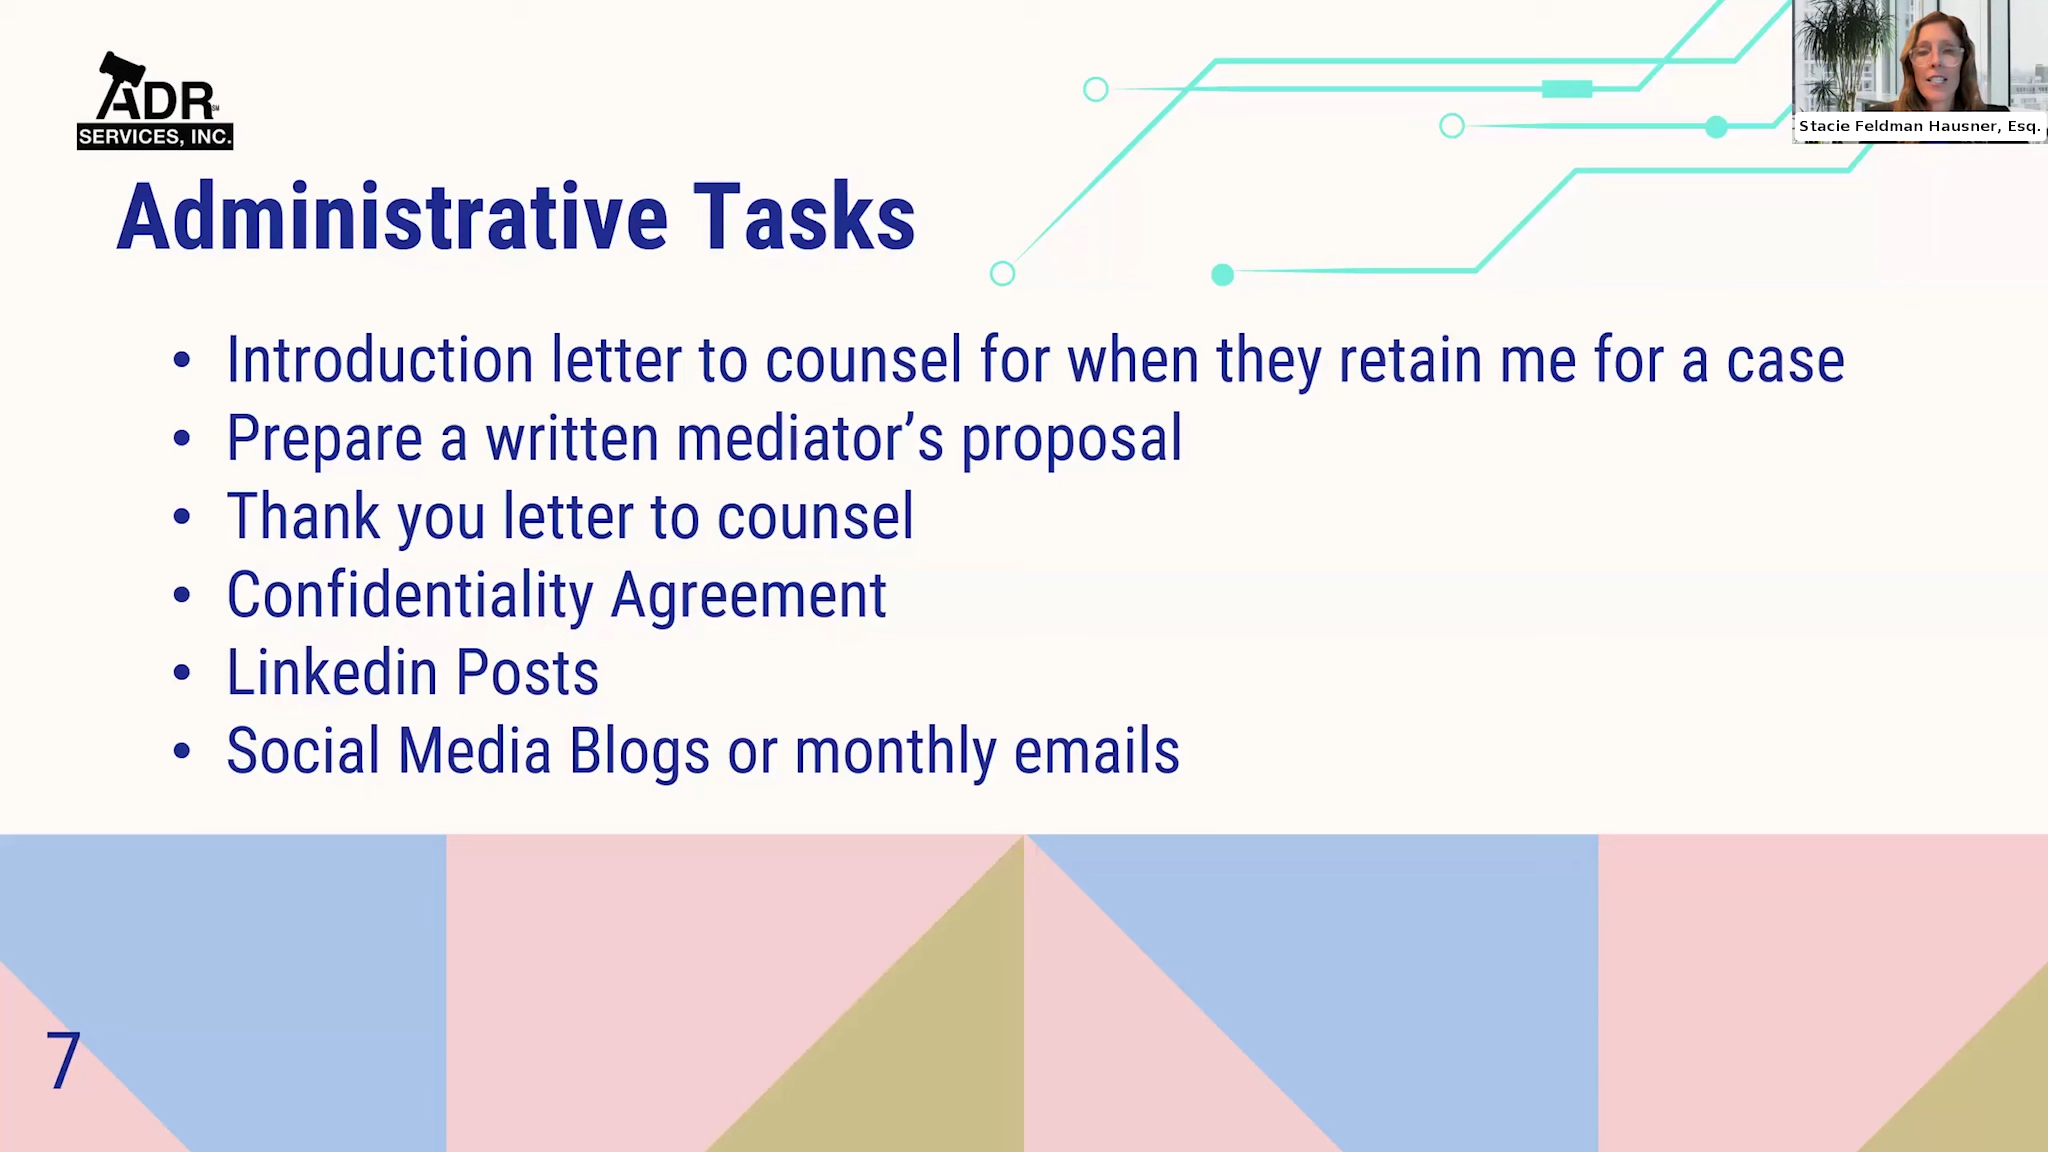 ADR SM
SERVICES, INC.
Stacie Feldman Hausner, Esq.
Administrative Tasks
• Introduction letter to counsel for when they retain me for a case
• Prepare a written mediator’s proposal
• Thank you letter to counsel
• Confidentiality Agreement
• Linkedin Posts
• Social Media Blogs or monthly emails
7